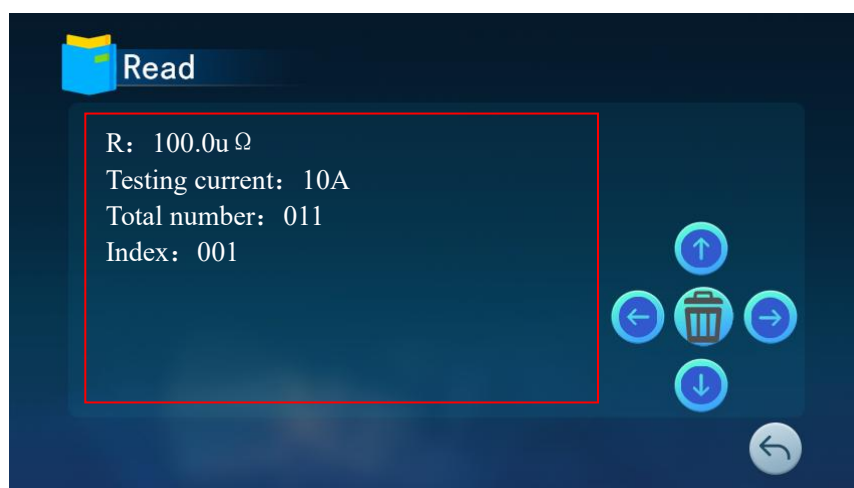 Read
R：100.0uΩ
Testing current：10A
Total number：011
Index：001